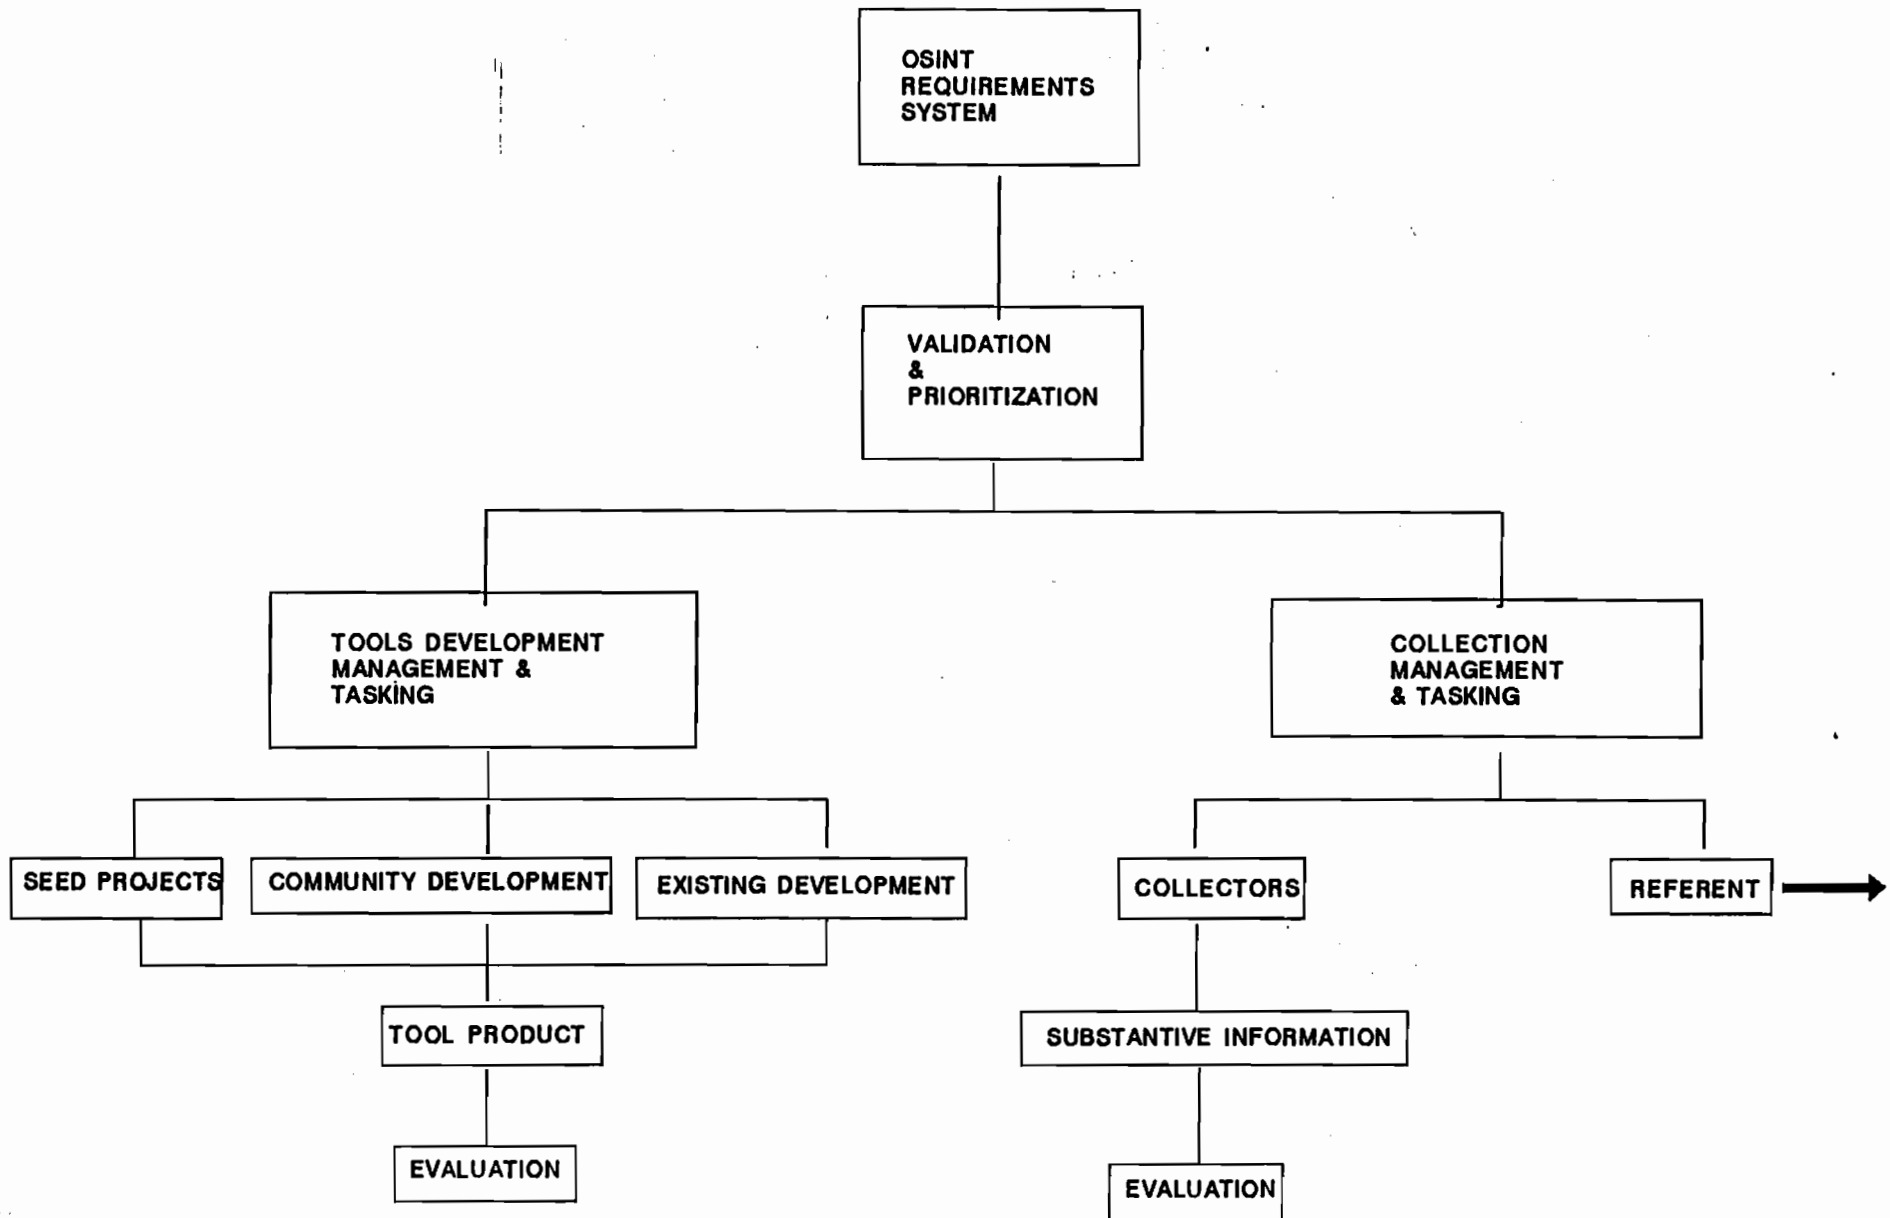 OSINT
REQUIREMENTS
SYSTEM
VALIDATION
&
PRIORITIZATION
TOOLS DEVELOPMENT
MANAGEMENT &
TASKING
COLLECTION
MANAGEMENT
& TASKING
SEED PROJECTS
COMMUNITY DEVELOPMENT
EXISTING DEVELOPMENT
COLLECTORS
REFERENT
TOOL PRODUCT
SUBSTANTIVE INFORMATION
EVALUATION
EVALUATION